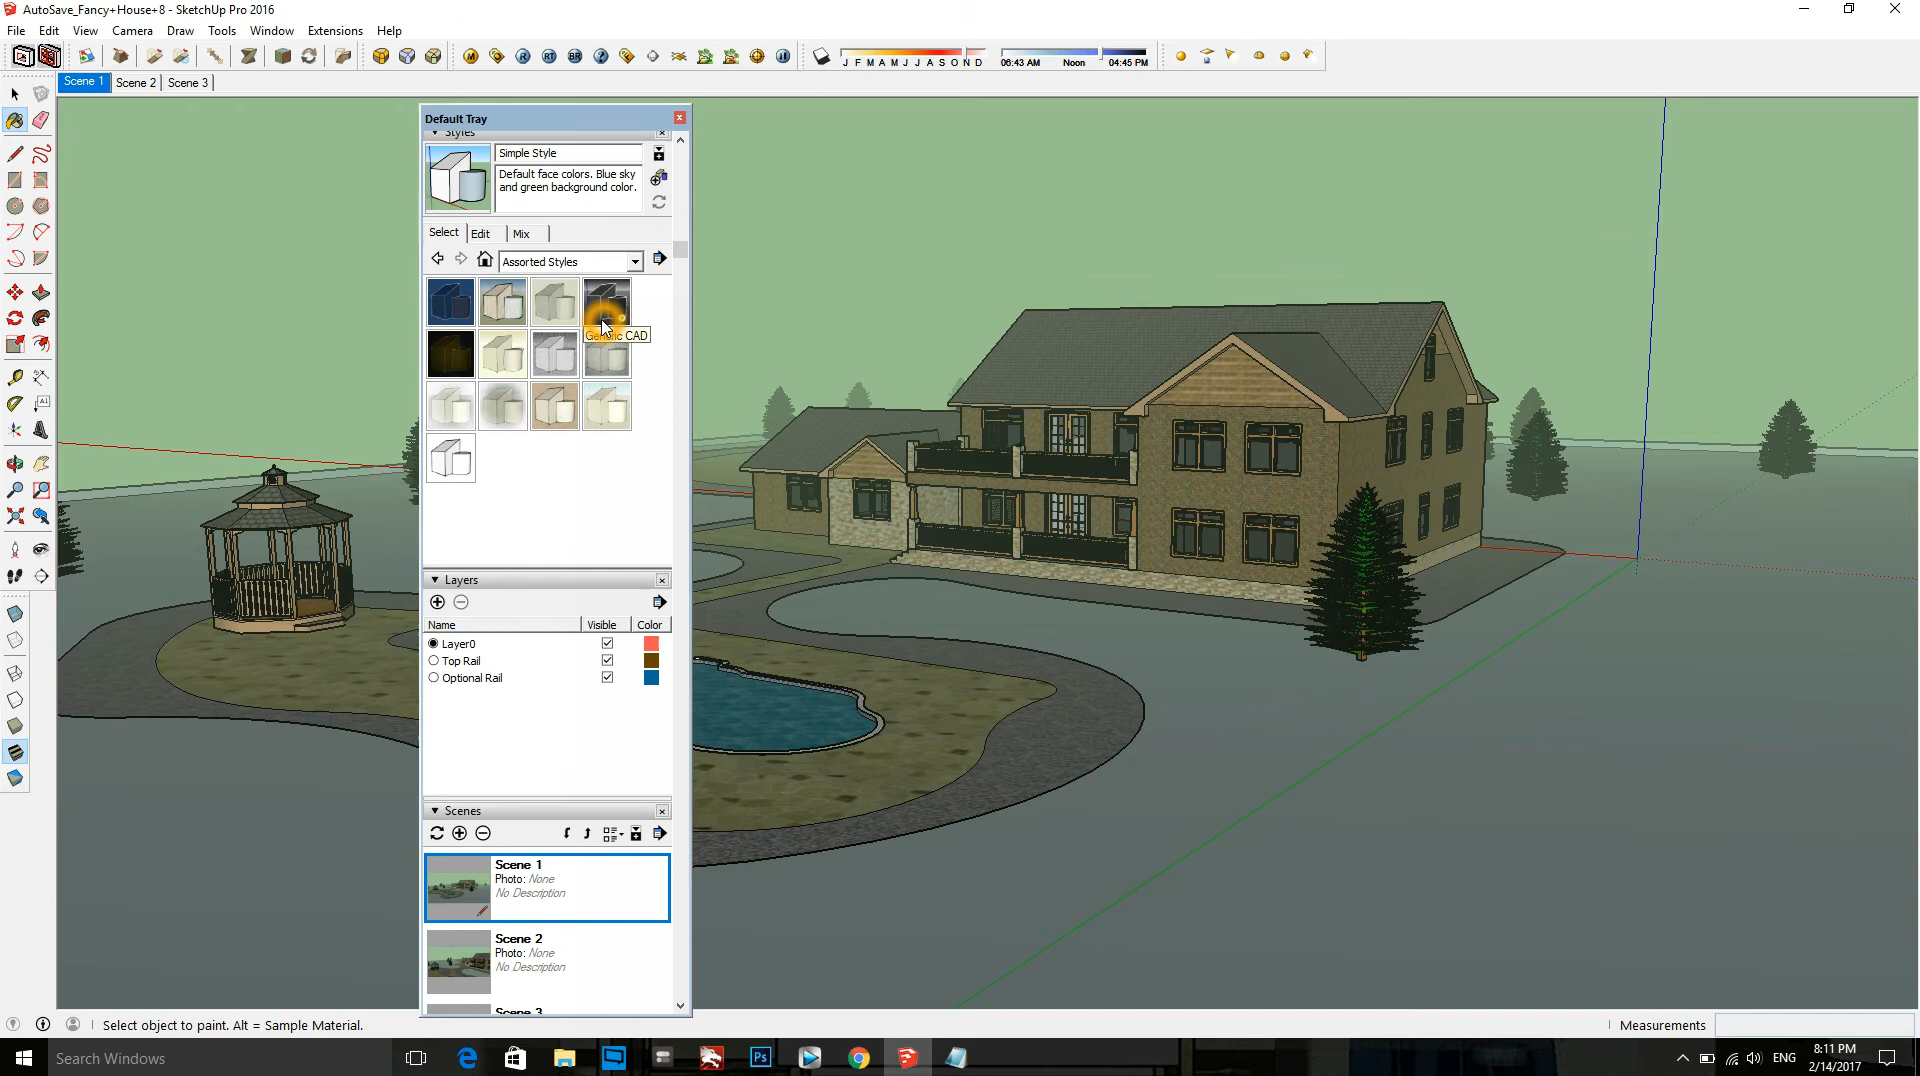 AutoSave_Fancy+House+8 - SketchUp Pro 2016
File Edit View Camera Draw Tools Window Extensions Help
J F M A M J J A S O N D 06:43 AM Noon 04:45 PM
Scene 1 Scene 2 Scene 3
Default Tray
Styles
Simple Style
Default face colors. Blue sky
and green background color.
Select Edit Mix
Assorted Styles
Generic CAD
Layers
Name Visible Color
Layer0
Top Rail
Optional Rail
Scenes
Scene 1
Photo: None
No Description
Scene 2
Photo: None
No Description
Scene 3
Select object to paint. Alt = Sample Material.
Measurements
Search Windows
ENG
8:11 PM
2/14/2017